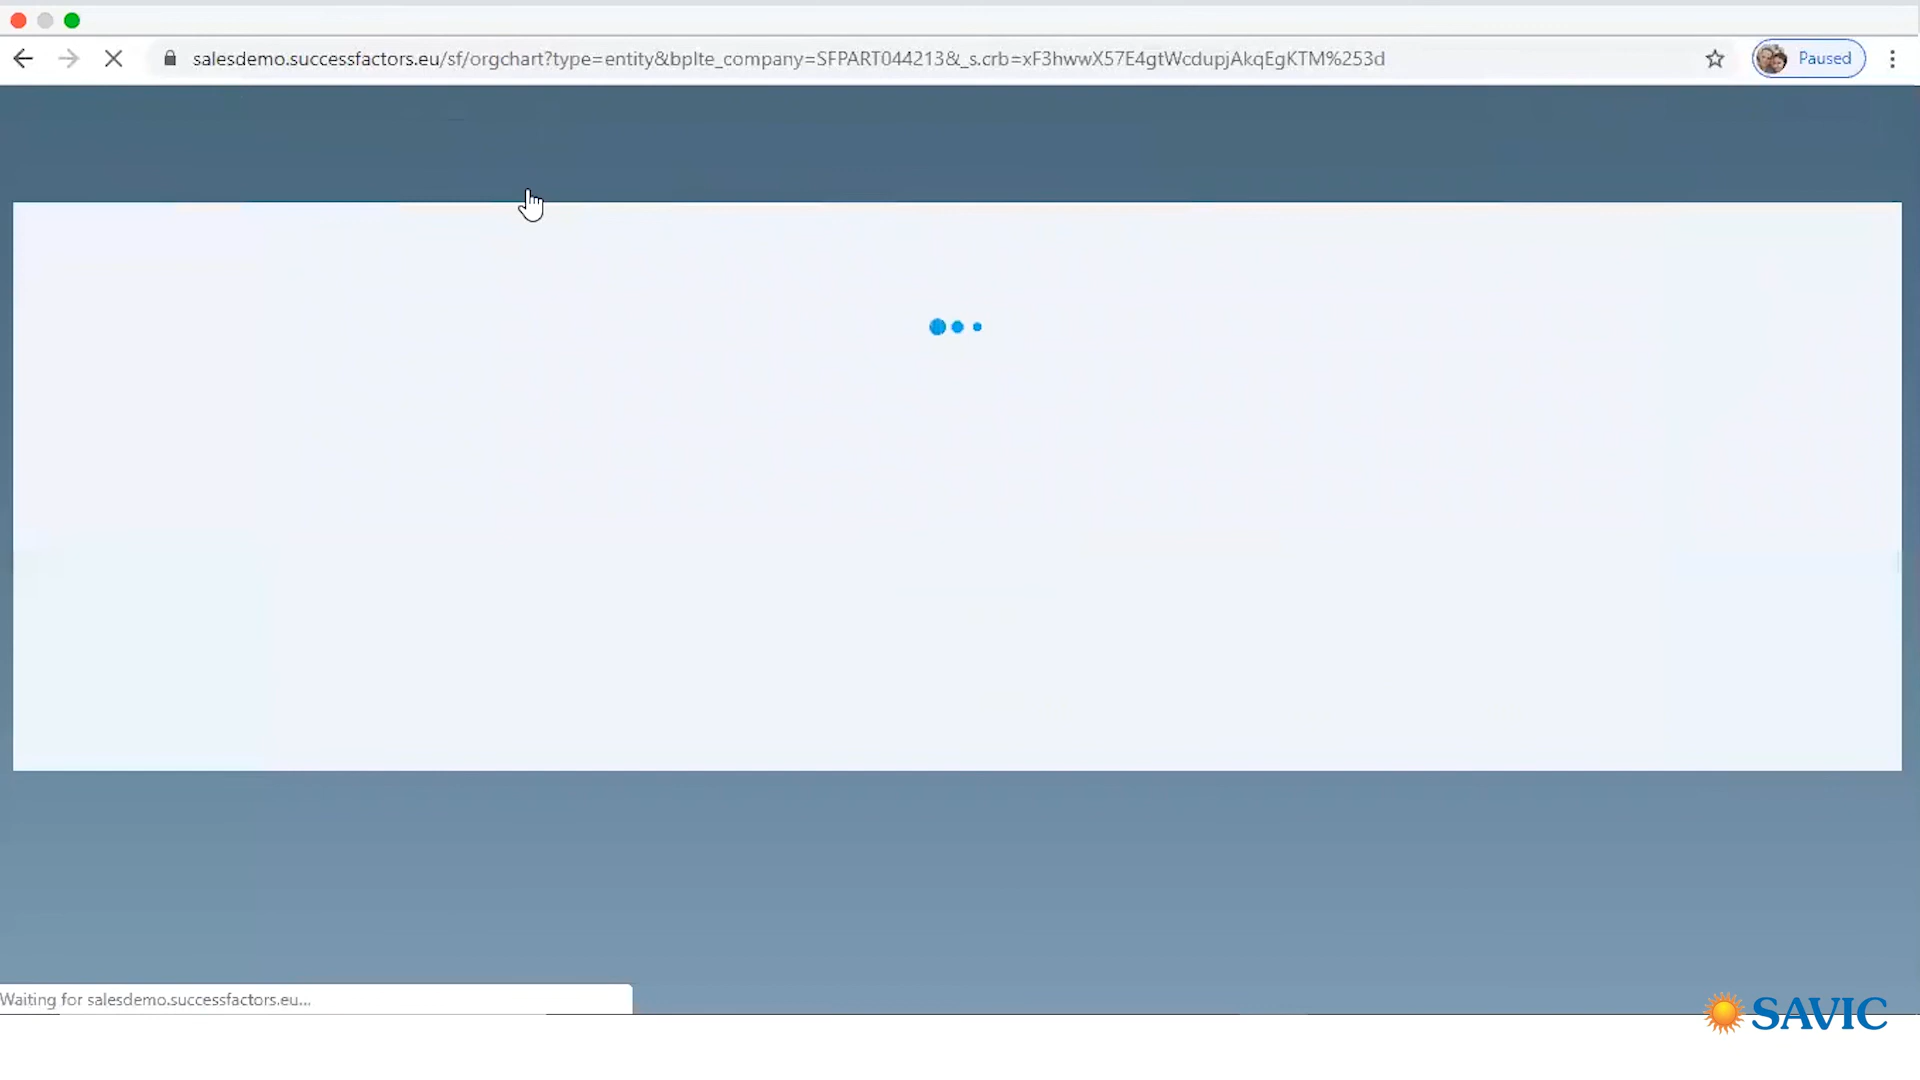 salesdemo.successfactors.eu/sf/orgchart?type=entity&bplte_company=SFPART044213&_s.crb=xF3hwwX57E4gtWcdupjAkqEgKTM%253d
Paused
Waiting for salesdemo.successfactors.eu...
SAVIC